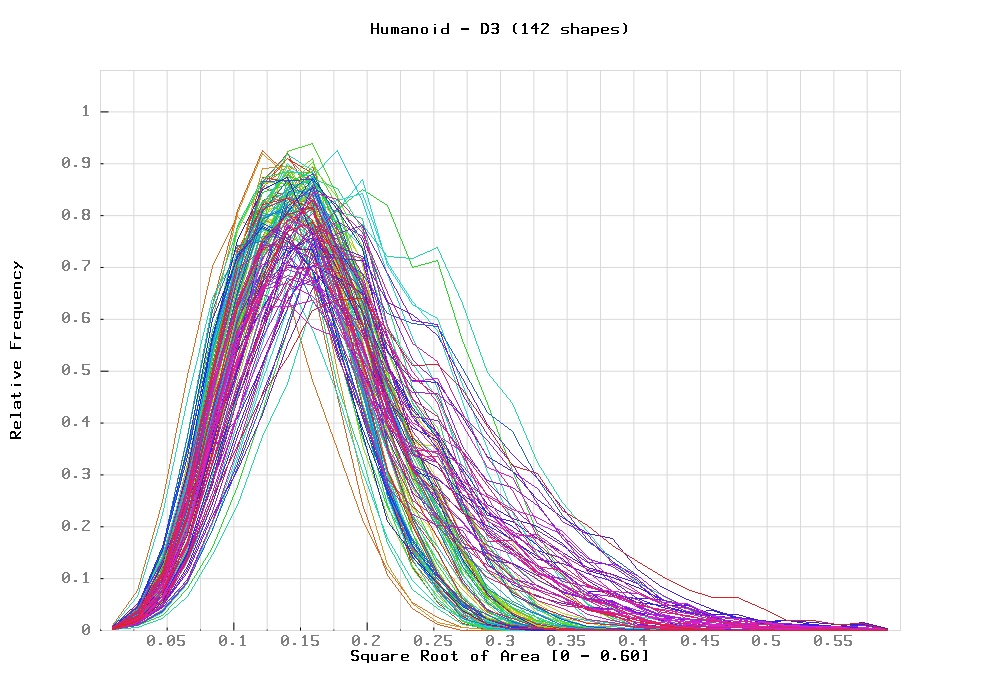 Humanoid - D3 (142 shapes)
1
0.9
0.8
0.7
0.6
0.5
0.4
0.3
0.2
0.1
0
Relative Frequency
0.05 0.1 0.15 0.2 0.25 0.3 0.35 0.4 0.45 0.5 0.55
Square Root of Area [0 - 0.60]